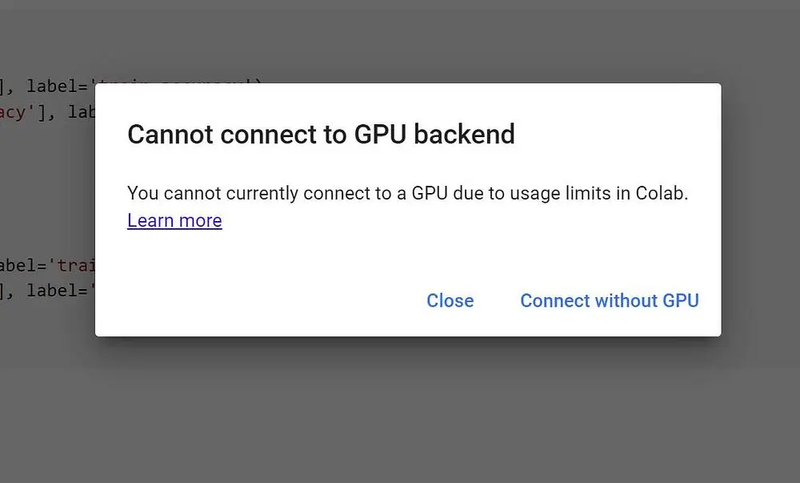 ], label='train_accuracy')
acy'], lab
Cannot connect to GPU backend
You cannot currently connect to a GPU due to usage limits in Colab.
Learn more
abel='trai
], label='
Close
Connect without GPU